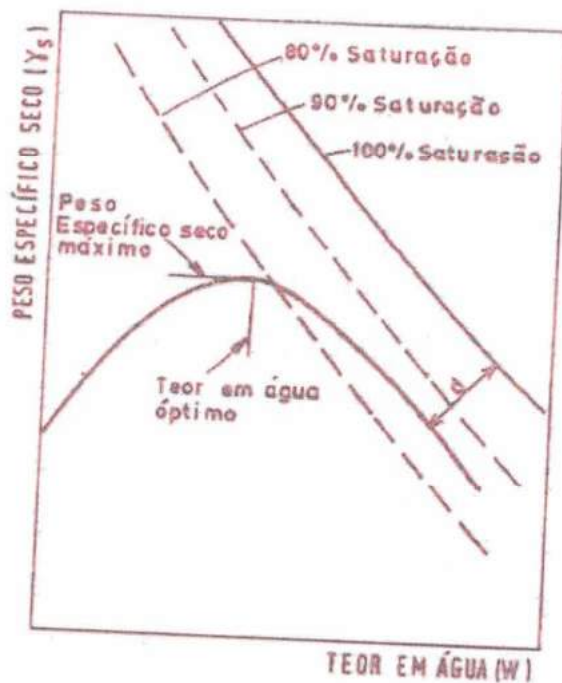 PESO ESPECÍFICO SECO (γs)
80% Saturação
90% Saturação
100% Saturação
Peso
Específico seco
máximo
Teor em água
óptimo
d
TEOR EM ÁGUA (W)